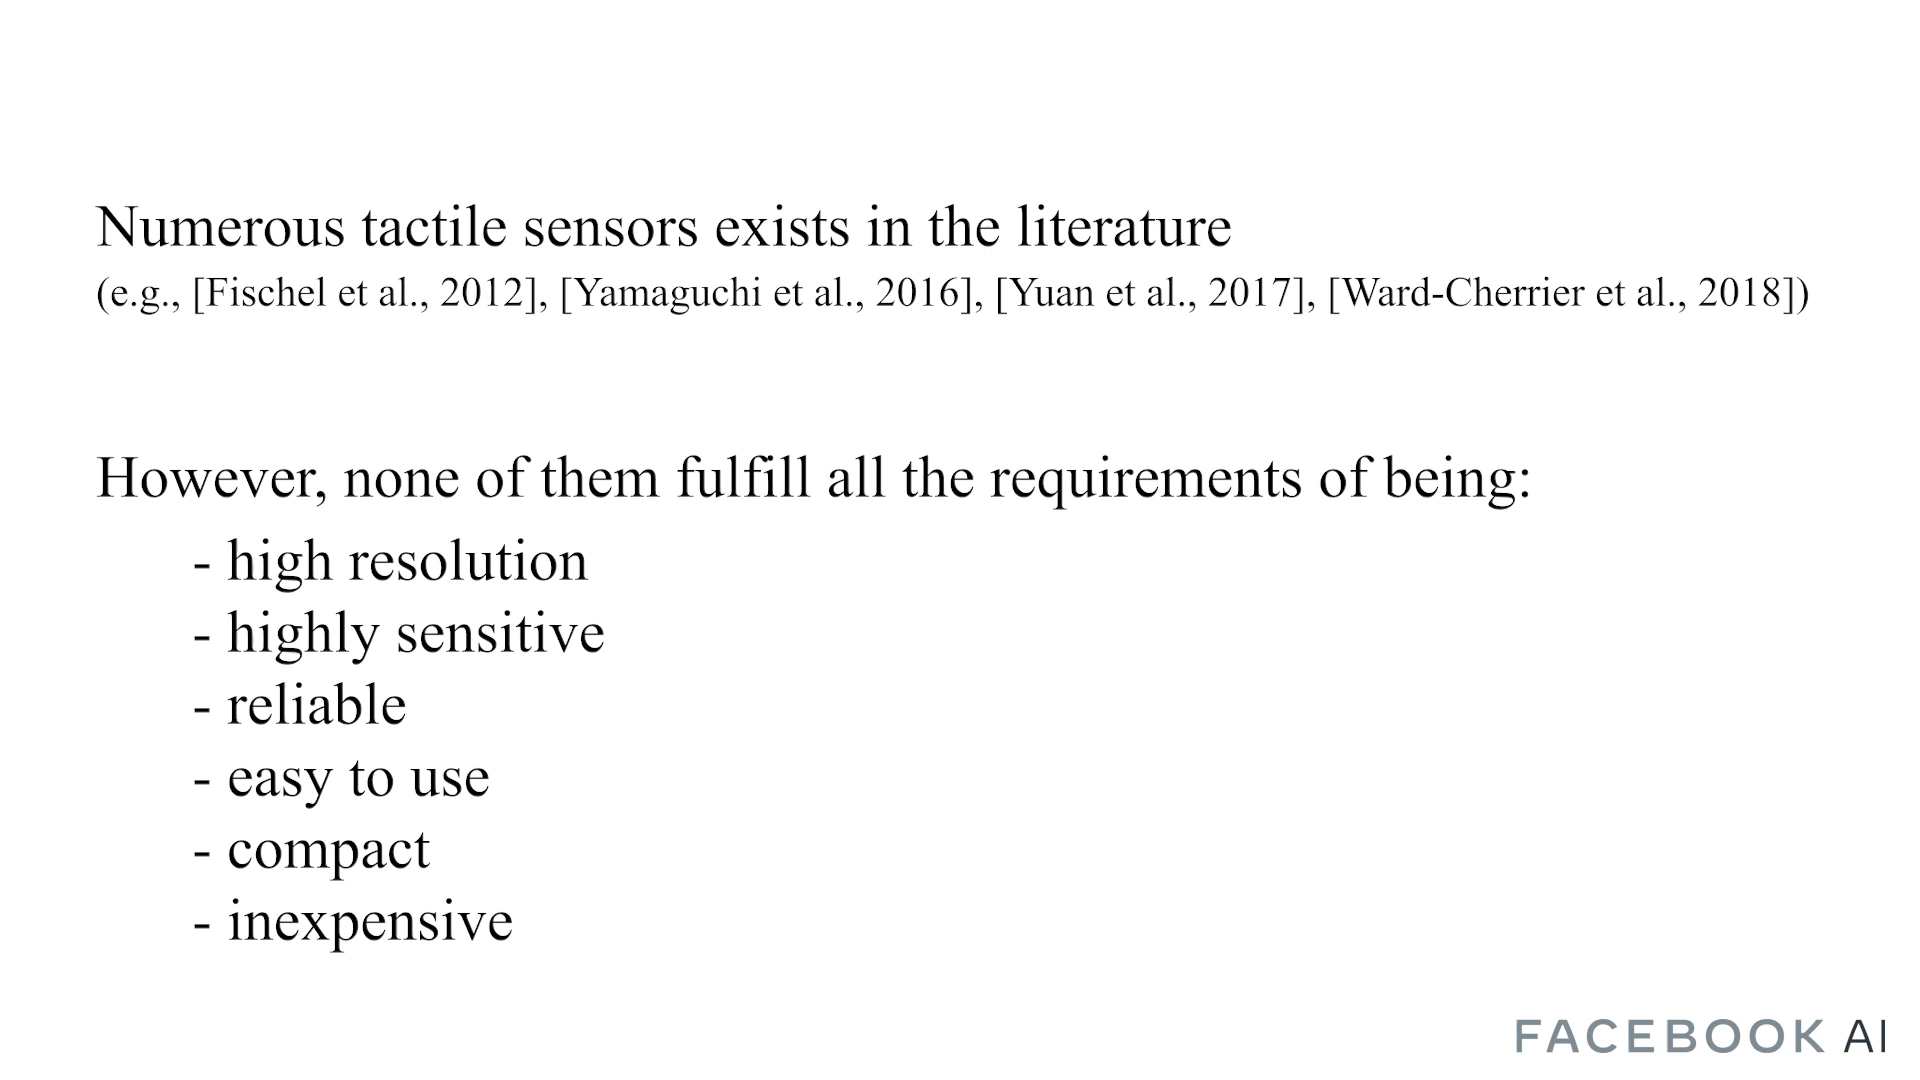 Numerous tactile sensors exists in the literature
(e.g., [Fischel et al., 2012], [Yamaguchi et al., 2016], [Yuan et al., 2017], [Ward-Cherrier et al., 2018])
However, none of them fulfill all the requirements of being:
- high resolution
- highly sensitive
- reliable
- easy to use
- compact
- inexpensive
FACEBOOK AI